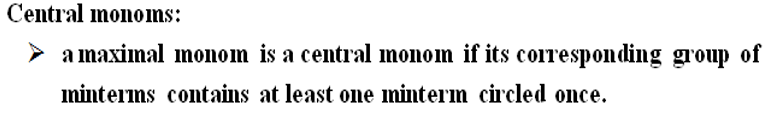 Central monoms:
➢ a maximal monom is a central monom if its corresponding group of
minterms contains at least one minterm circled once.